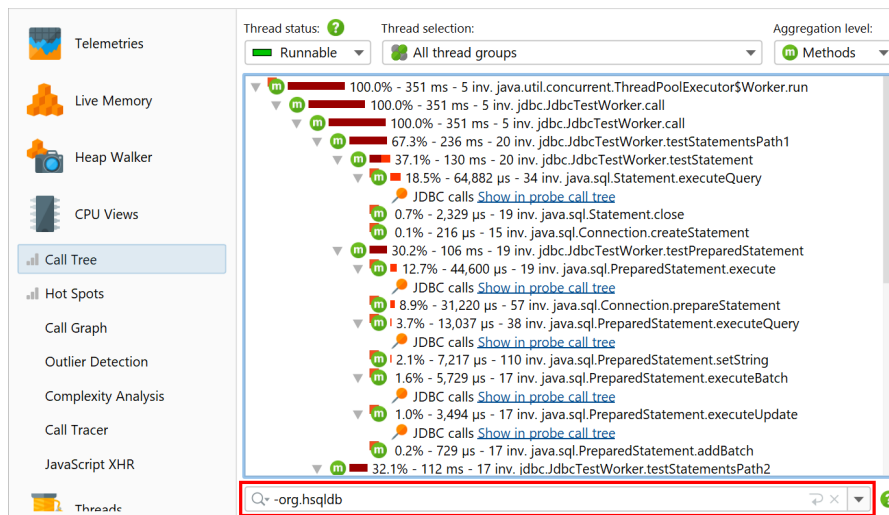 Telemetries
Live Memory
Heap Walker
CPU Views
Call Tree
Hot Spots
Call Graph
Outlier Detection
Complexity Analysis
Call Tracer
JavaScript XHR
Threads
Thread status: ?
Thread selection:
Aggregation level:
Runnable
All thread groups
m Methods
m 100.0% - 351 ms - 5 inv. java.util.concurrent.ThreadPoolExecutor$Worker.run
m 100.0% - 351 ms - 5 inv. jdbc.JdbcTestWorker.call
m 100.0% - 351 ms - 5 inv. jdbc.JdbcTestWorker.call
m 67.3% - 236 ms - 20 inv. jdbc.JdbcTestWorker.testStatementsPath1
m 37.1% - 130 ms - 20 inv. jdbc.JdbcTestWorker.testStatement
m 18.5% - 64,882 µs - 34 inv. java.sql.Statement.executeQuery
JDBC calls Show in probe call tree
m 0.7% - 2,329 µs - 19 inv. java.sql.Statement.close
m 0.1% - 216 µs - 15 inv. java.sql.Connection.createStatement
m 30.2% - 106 ms - 19 inv. jdbc.JdbcTestWorker.testPreparedStatement
m 12.7% - 44,600 µs - 19 inv. java.sql.PreparedStatement.execute
JDBC calls Show in probe call tree
m 8.9% - 31,220 µs - 57 inv. java.sql.Connection.prepareStatement
m 3.7% - 13,037 µs - 38 inv. java.sql.PreparedStatement.executeQuery
JDBC calls Show in probe call tree
m 2.1% - 7,217 µs - 110 inv. java.sql.PreparedStatement.setString
m 1.6% - 5,729 µs - 17 inv. java.sql.PreparedStatement.executeBatch
JDBC calls Show in probe call tree
m 1.0% - 3,494 µs - 17 inv. java.sql.PreparedStatement.executeUpdate
JDBC calls Show in probe call tree
m 0.2% - 729 µs - 17 inv. java.sql.PreparedStatement.addBatch
m 32.1% - 112 ms - 17 inv. jdbc.JdbcTestWorker.testStatementsPath2
-org.hsqldb
?